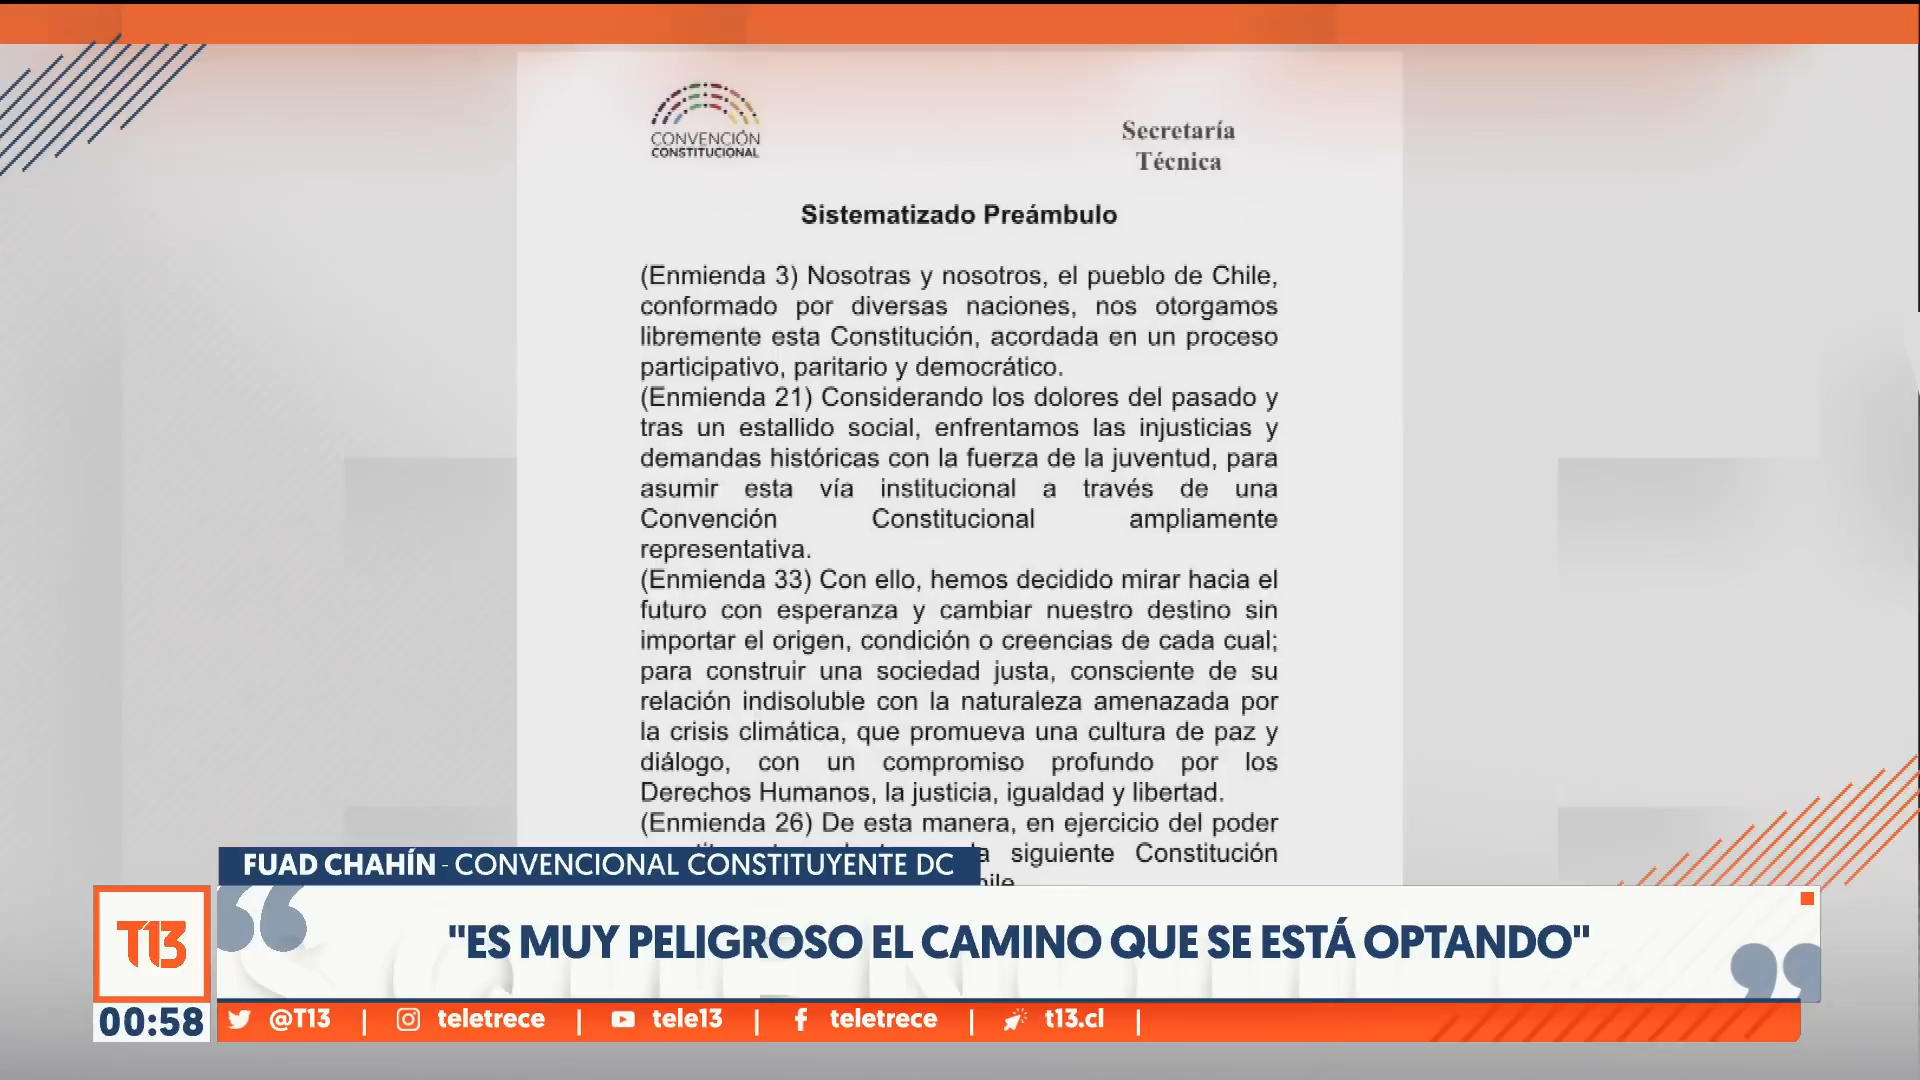 CONVENCIÓN
CONSTITUCIONAL
Secretaría
Técnica
Sistematizado Preámbulo
(Enmienda 3) Nosotras y nosotros, el pueblo de Chile,
conformado por diversas naciones, nos otorgamos
libremente esta Constitución, acordada en un proceso
participativo, paritario y democrático.
(Enmienda 21) Considerando los dolores del pasado y
tras un estallido social, enfrentamos las injusticias y
demandas históricas con la fuerza de la juventud, para
asumir esta vía institucional a través de una
Convención Constitucional ampliamente
representativa.
(Enmienda 33) Con ello, hemos decidido mirar hacia el
futuro con esperanza y cambiar nuestro destino sin
importar el origen, condición o creencias de cada cual;
para construir una sociedad justa, consciente de su
relación indisoluble con la naturaleza amenazada por
la crisis climática, que promueva una cultura de paz y
diálogo, con un compromiso profundo por los
Derechos Humanos, la justicia, igualdad y libertad.
(Enmienda 26) De esta manera, en ejercicio del poder
siguiente Constitución
FUAD CHAHÍN - CONVENCIONAL CONSTITUYENTE DC
"ES MUY PELIGROSO EL CAMINO QUE SE ESTÁ OPTANDO"
T13
00:58
@T13 | teletrece | tele13 | teletrece | t13.cl |